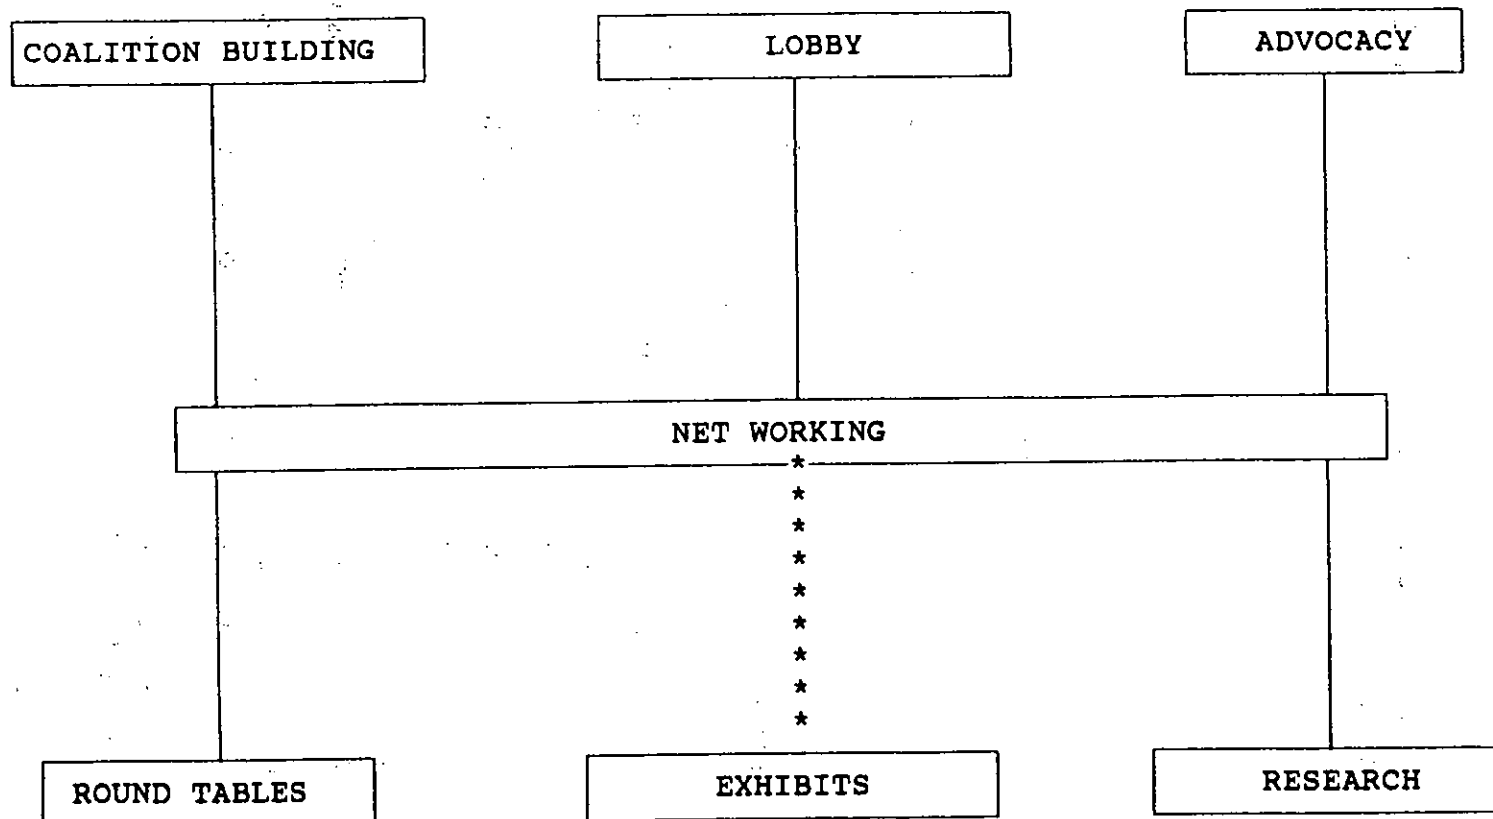 COALITION BUILDING
LOBBY
ADVOCACY
NET WORKING
*
*
*
*
*
*
*
*
*
ROUND TABLES
EXHIBITS
RESEARCH